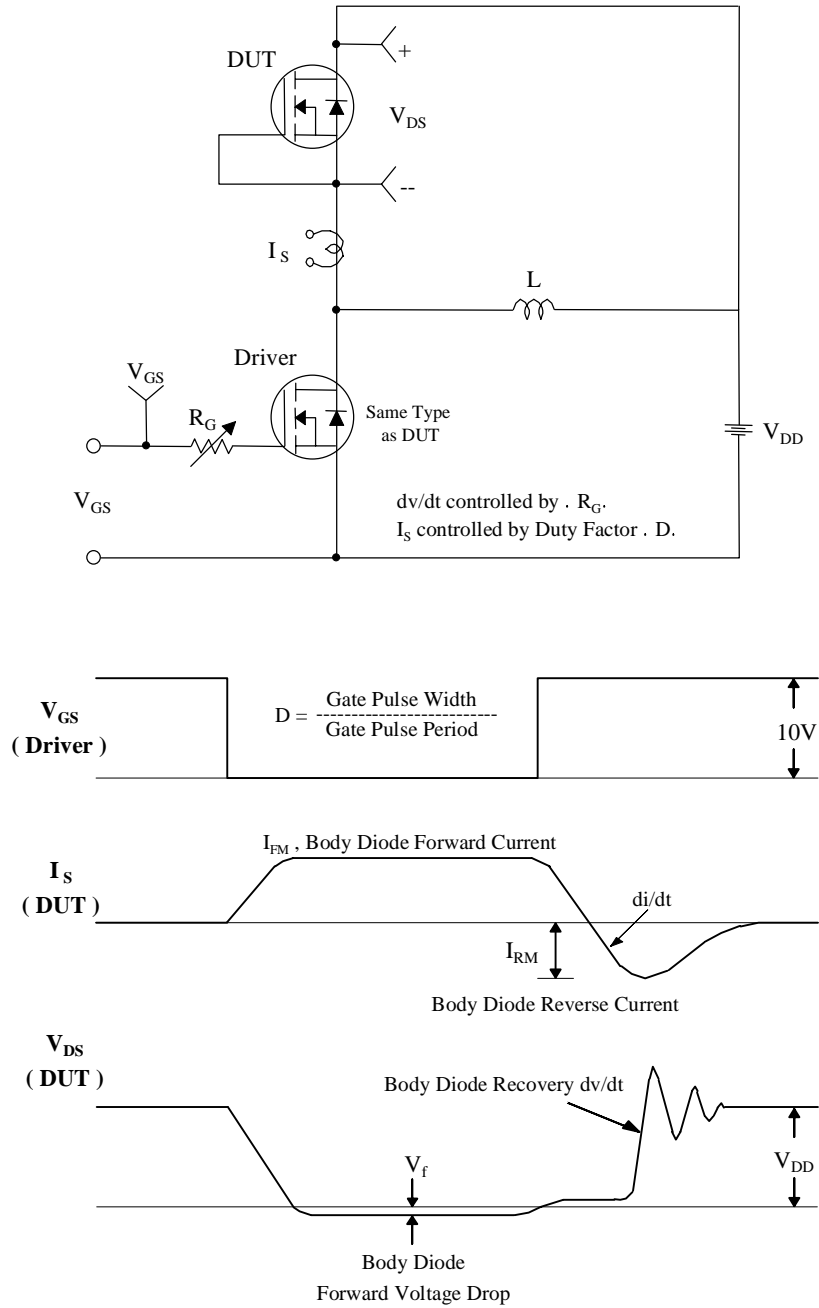 DUT
+
V_DS
--
I_S
L
Driver
V_GS
R_G
Same Type
as DUT
V_DD
V_GS
dv/dt controlled by . R_G.
I_S controlled by Duty Factor . D.
V_GS
( Driver )
D = Gate Pulse Width
--------------------------
Gate Pulse Period
10V
I_FM , Body Diode Forward Current
I_S
( DUT )
di/dt
I_RM
Body Diode Reverse Current
V_DS
( DUT )
Body Diode Recovery dv/dt
V_f
V_DD
Body Diode
Forward Voltage Drop